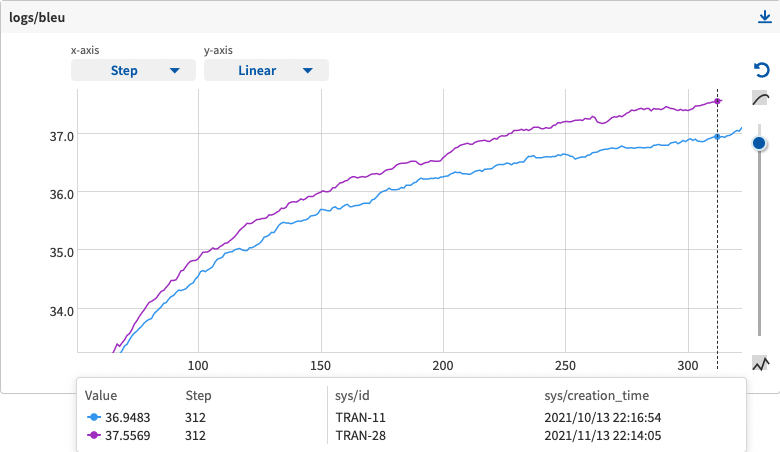 logs/bleu
x-axis y-axis
Step Linear
37.0
36.0
35.0
34.0
100 150 200 250 300
Value Step sys/id sys/creation_time
36.9483 312 TRAN-11 2021/10/13 22:16:54
37.5569 312 TRAN-28 2021/11/13 22:14:05